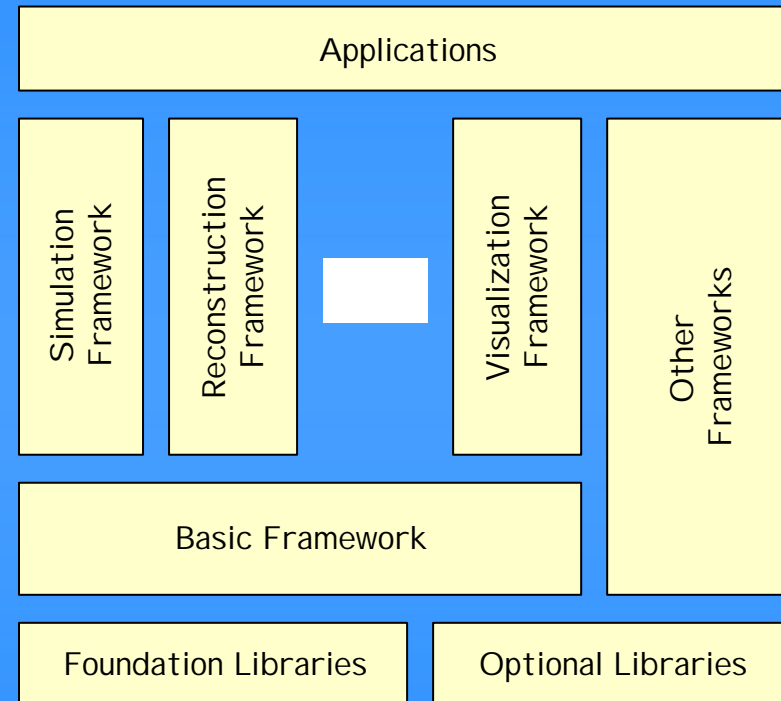 Applications
Simulation
Framework
Reconstruction
Framework
Visualization
Framework
Other
Frameworks
Basic Framework
Foundation Libraries
Optional Libraries